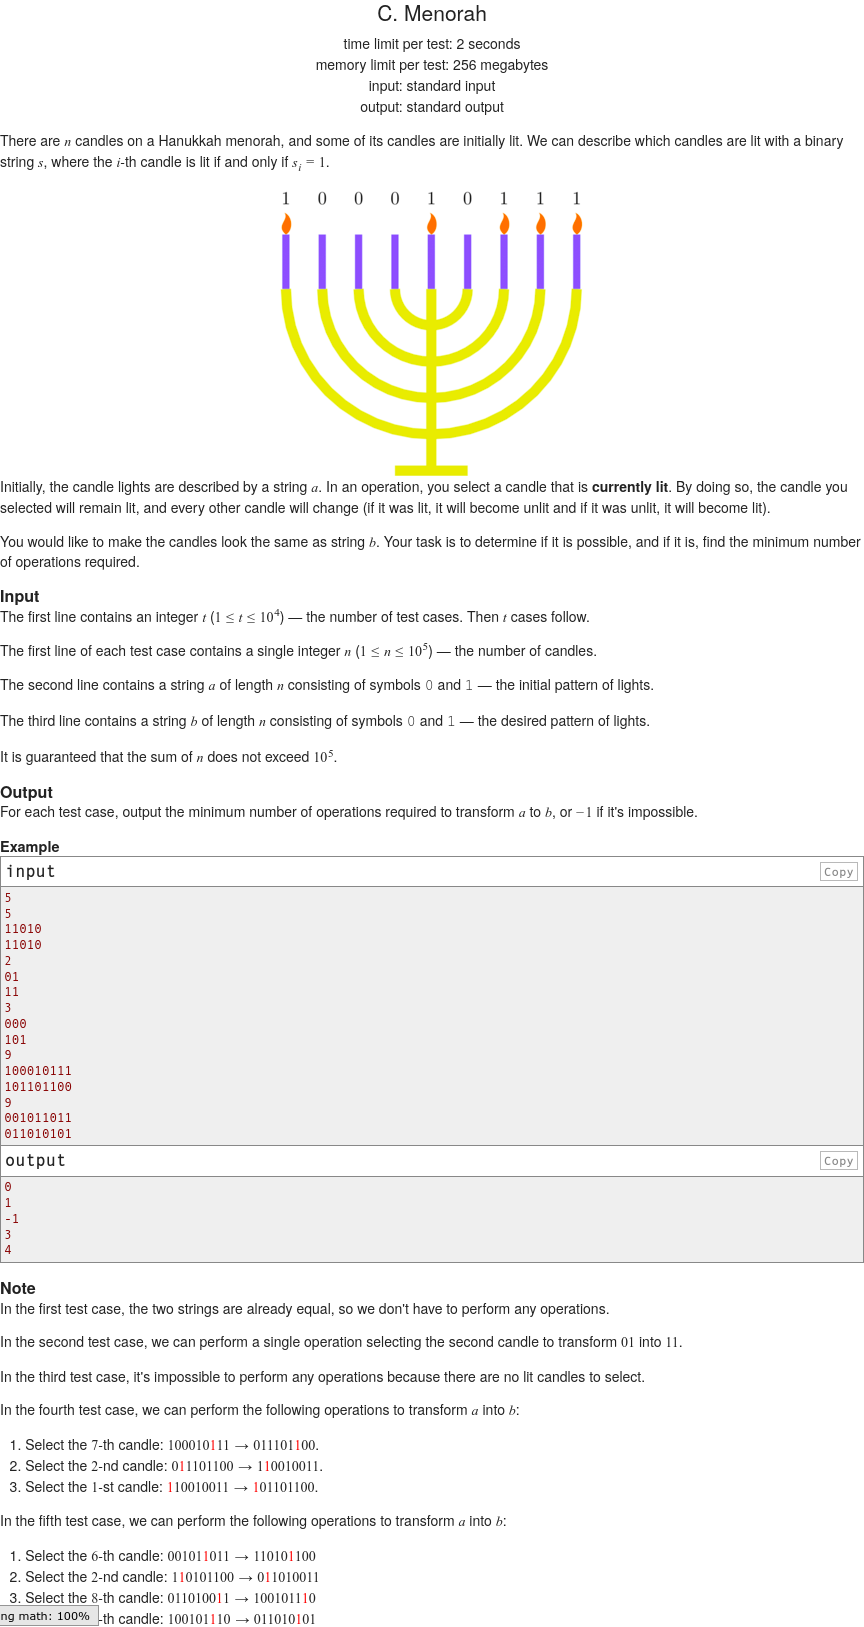 C. Menorah
time limit per test: 2 seconds
memory limit per test: 256 megabytes
input: standard input
output: standard output
There are n candles on a Hanukkah menorah, and some of its candles are initially lit. We can describe which candles are lit with a binary
string s, where the i-th candle is lit if and only if s_i = 1.
1 0 0 0 1 0 1 1 1
Initially, the candle lights are described by a string a. In an operation, you select a candle that is currently lit. By doing so, the candle you
selected will remain lit, and every other candle will change (if it was lit, it will become unlit and if it was unlit, it will become lit).
You would like to make the candles look the same as string b. Your task is to determine if it is possible, and if it is, find the minimum number
of operations required.
Input
The first line contains an integer t (1 ≤ t ≤ 10^4) — the number of test cases. Then t cases follow.
The first line of each test case contains a single integer n (1 ≤ n ≤ 10^5) — the number of candles.
The second line contains a string a of length n consisting of symbols 0 and 1 — the initial pattern of lights.
The third line contains a string b of length n consisting of symbols 0 and 1 — the desired pattern of lights.
It is guaranteed that the sum of n does not exceed 10^5.
Output
For each test case, output the minimum number of operations required to transform a to b, or −1 if it's impossible.
Example
input Copy
5
5
11010
11010
2
01
11
3
000
101
9
100010111
101101100
9
001011011
011010101
output Copy
0
1
-1
3
4
Note
In the first test case, the two strings are already equal, so we don't have to perform any operations.
In the second test case, we can perform a single operation selecting the second candle to transform 01 into 11.
In the third test case, it's impossible to perform any operations because there are no lit candles to select.
In the fourth test case, we can perform the following operations to transform a into b:
1. Select the 7-th candle: 100010111 → 011101100.
2. Select the 2-nd candle: 011101100 → 110010011.
3. Select the 1-st candle: 110010011 → 101101100.
In the fifth test case, we can perform the following operations to transform a into b:
1. Select the 6-th candle: 001011011 → 110101100
2. Select the 2-nd candle: 110101100 → 011010011
3. Select the 8-th candle: 011010011 → 100101110
ng math: 100% -th candle: 100101110 → 011010101